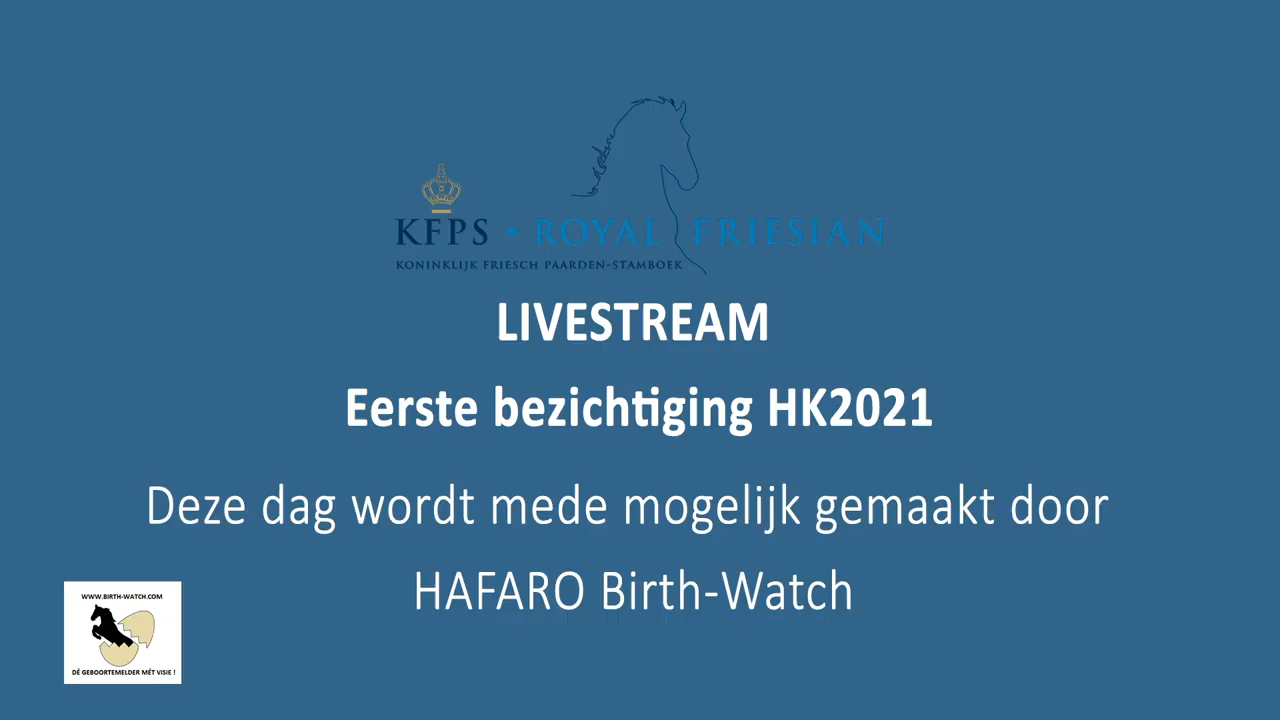 KFPS • ROYAL FRIESIAN
KONINKLIJK FRIESCH PAARDEN-STAMBOEK
LIVESTREAM
Eerste bezichtiging HK2021
Deze dag wordt mede mogelijk gemaakt door
HAFARO Birth-Watch
WWW.BIRTH-WATCH.COM
DÉ GEBOORTEMELDER MÉT VISIE !